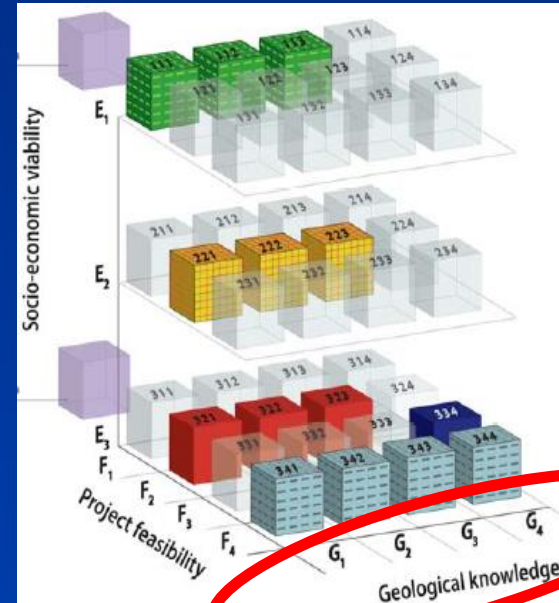 Socio-economic viability
111 112 113 114
121 122 123 124
131 132 133 134
E1
211 212 213 214
221 222 223 224
231 232 233 234
E2
311 312 313 314
321 322 323 324
331 332 333 334
341 342 343 344
E3
F1
F2
F3
F4
Project feasibility
G1
G2
G3
G4
Geological knowledge